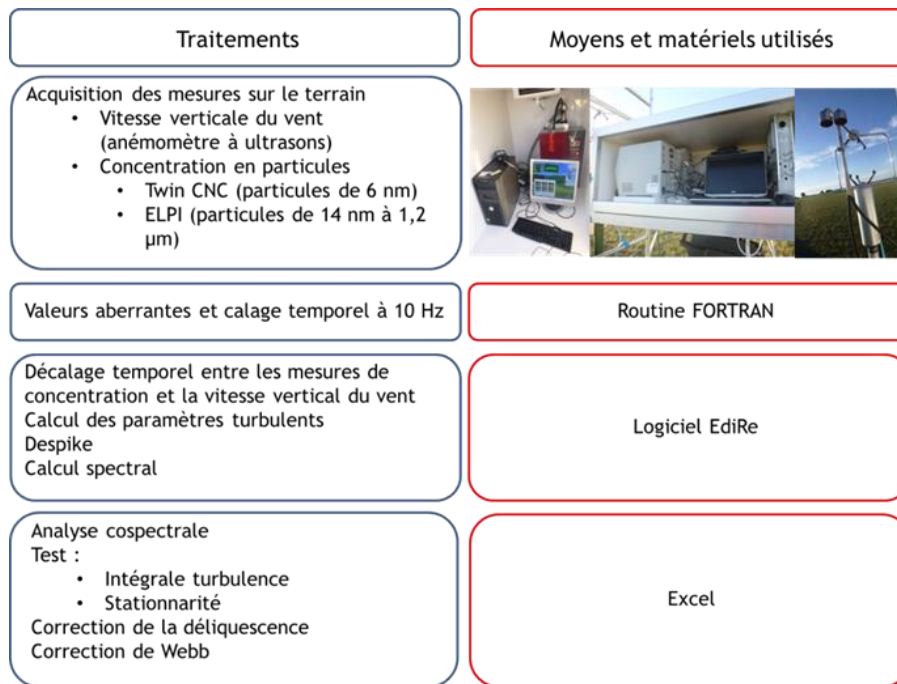 Traitements
Moyens et matériels utilisés
Acquisition des mesures sur le terrain
• Vitesse verticale du vent
(anémomètre à ultrasons)
• Concentration en particules
• Twin CNC (particules de 6 nm)
• ELPI (particules de 14 nm à 1,2
µm)
Valeurs aberrantes et calage temporel à 10 Hz
Routine FORTRAN
Décalage temporel entre les mesures de
concentration et la vitesse vertical du vent
Calcul des paramètres turbulents
Despike
Calcul spectral
Logiciel EdiRe
Analyse cospectrale
Test :
• Intégrale turbulence
• Stationnarité
Correction de la déliquescence
Correction de Webb
Excel